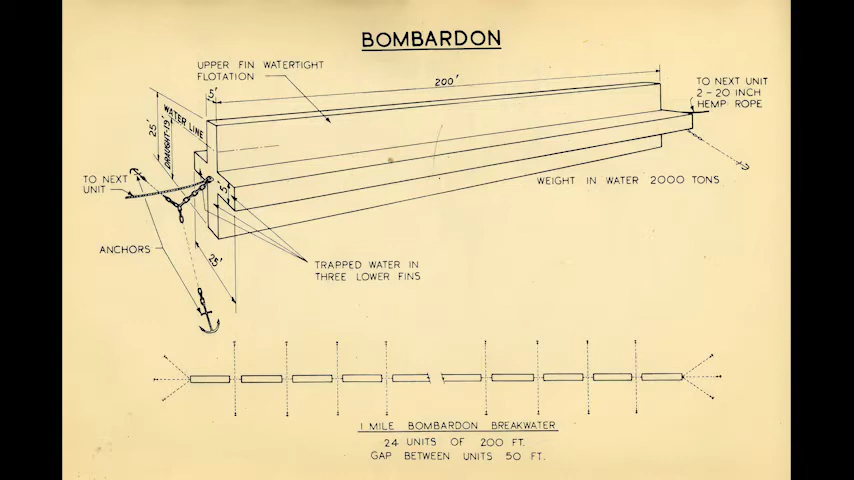 BOMBARDON
UPPER FIN WATERTIGHT
FLOTATION
5'
200'
TO NEXT UNIT
2-20 INCH
HEMP ROPE
WATER LINE
25'
DRAUGHT-19'
TO NEXT
UNIT
5'
WEIGHT IN WATER 2000 TONS
ANCHORS
25'
TRAPPED WATER IN
THREE LOWER FINS
1 MILE BOMBARDON BREAKWATER
24 UNITS OF 200 FT.
GAP BETWEEN UNITS 50 FT.